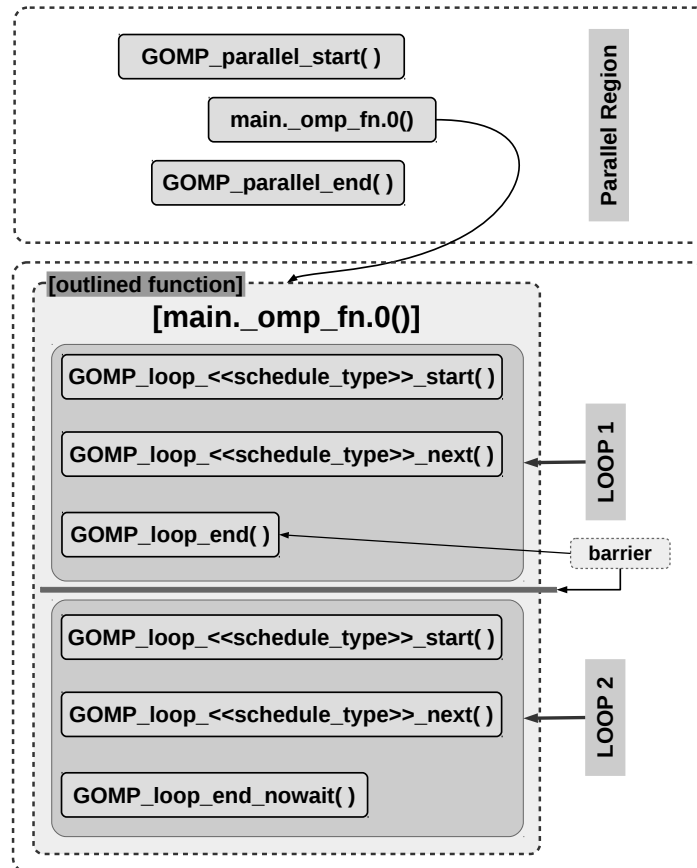 GOMP_parallel_start( )
main._omp_fn.0()
GOMP_parallel_end( )
Parallel Region
[outlined function]
[main._omp_fn.0()]
GOMP_loop_<<schedule_type>>_start( )
GOMP_loop_<<schedule_type>>_next( )
GOMP_loop_end( )
LOOP 1
barrier
GOMP_loop_<<schedule_type>>_start( )
GOMP_loop_<<schedule_type>>_next( )
GOMP_loop_end_nowait( )
LOOP 2